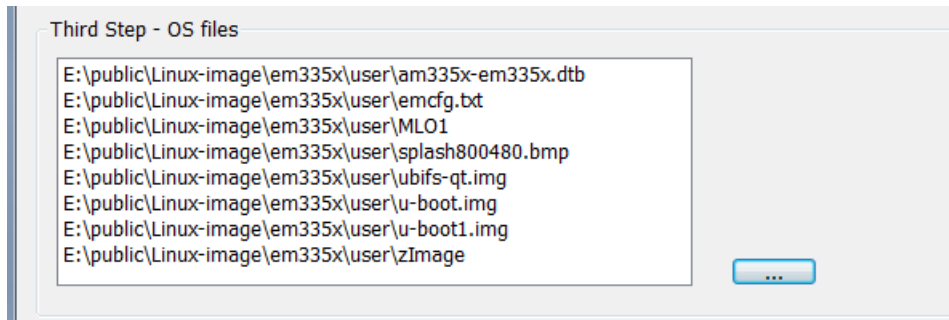 Third Step - OS files
E:\public\Linux-image\em335x\user\am335x-em335x.dtb
E:\public\Linux-image\em335x\user\emcfg.txt
E:\public\Linux-image\em335x\user\MLO1
E:\public\Linux-image\em335x\user\splash800480.bmp
E:\public\Linux-image\em335x\user\ubifs-qt.img
E:\public\Linux-image\em335x\user\u-boot.img
E:\public\Linux-image\em335x\user\u-boot1.img
E:\public\Linux-image\em335x\user\zImage
...